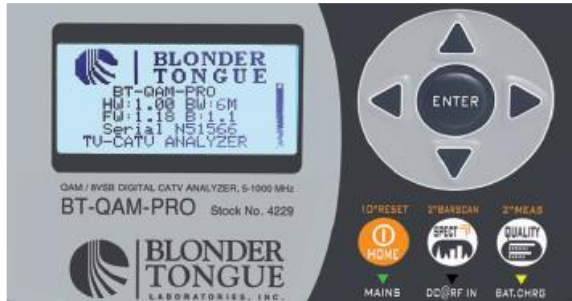 BLONDER
TONGUE
BT-QAM-PRO
HW:1.00 BW:6M
FW:1.18 B:1.1
Serial N51566
TV-CATV ANALYZER
ENTER
QAM / 8VSB DIGITAL CATV ANALYZER, 5-1000 MHz
BT-QAM-PRO Stock No. 4229
10"RESET 2"BARSCAN 2"MEAS
HOME
SPECT
QUALITY
BLONDER
TONGUE
LABORATORIES, INC.
MAINS DC@RF IN BAT.CHRG